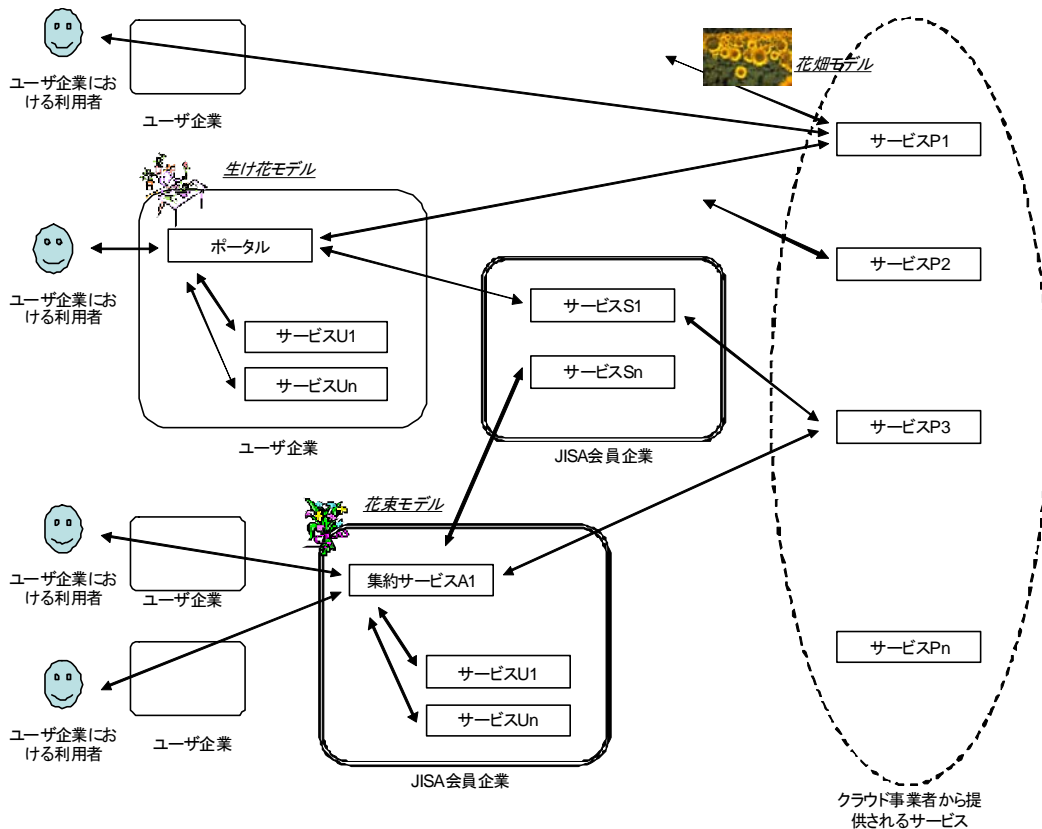 花畑モデル
ユーザ企業にお
ける利用者
ユーザ企業
サービスP1
生け花モデル
ポータル
サービスP2
ユーザ企業にお
ける利用者
サービスU1
サービスUn
ユーザ企業
サービスS1
サービスSn
JISA会員企業
サービスP3
花束モデル
ユーザ企業にお
ける利用者
ユーザ企業
集約サービスA1
サービスU1
サービスUn
JISA会員企業
サービスPn
ユーザ企業にお
ける利用者
ユーザ企業
クラウド事業者から提
供されるサービス